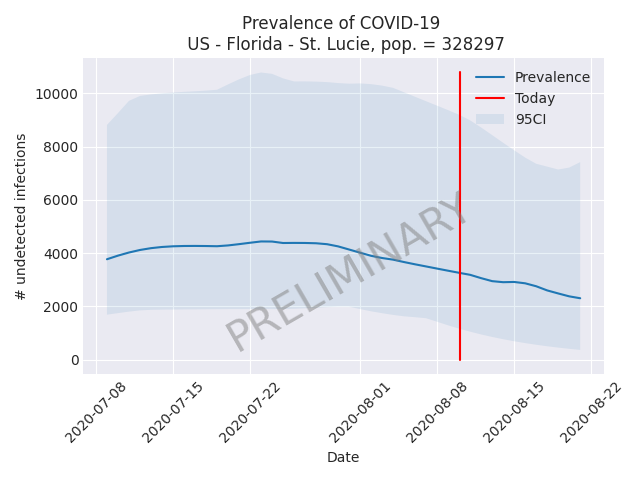 Prevalence of COVID-19
US - Florida - St. Lucie, pop. = 328297
Prevalence
Today
95CI
# undetected infections
10000
8000
6000
4000
2000
0
PRELIMINARY
2020-07-08
2020-07-15
2020-07-22
2020-08-01
2020-08-08
2020-08-15
2020-08-22
Date